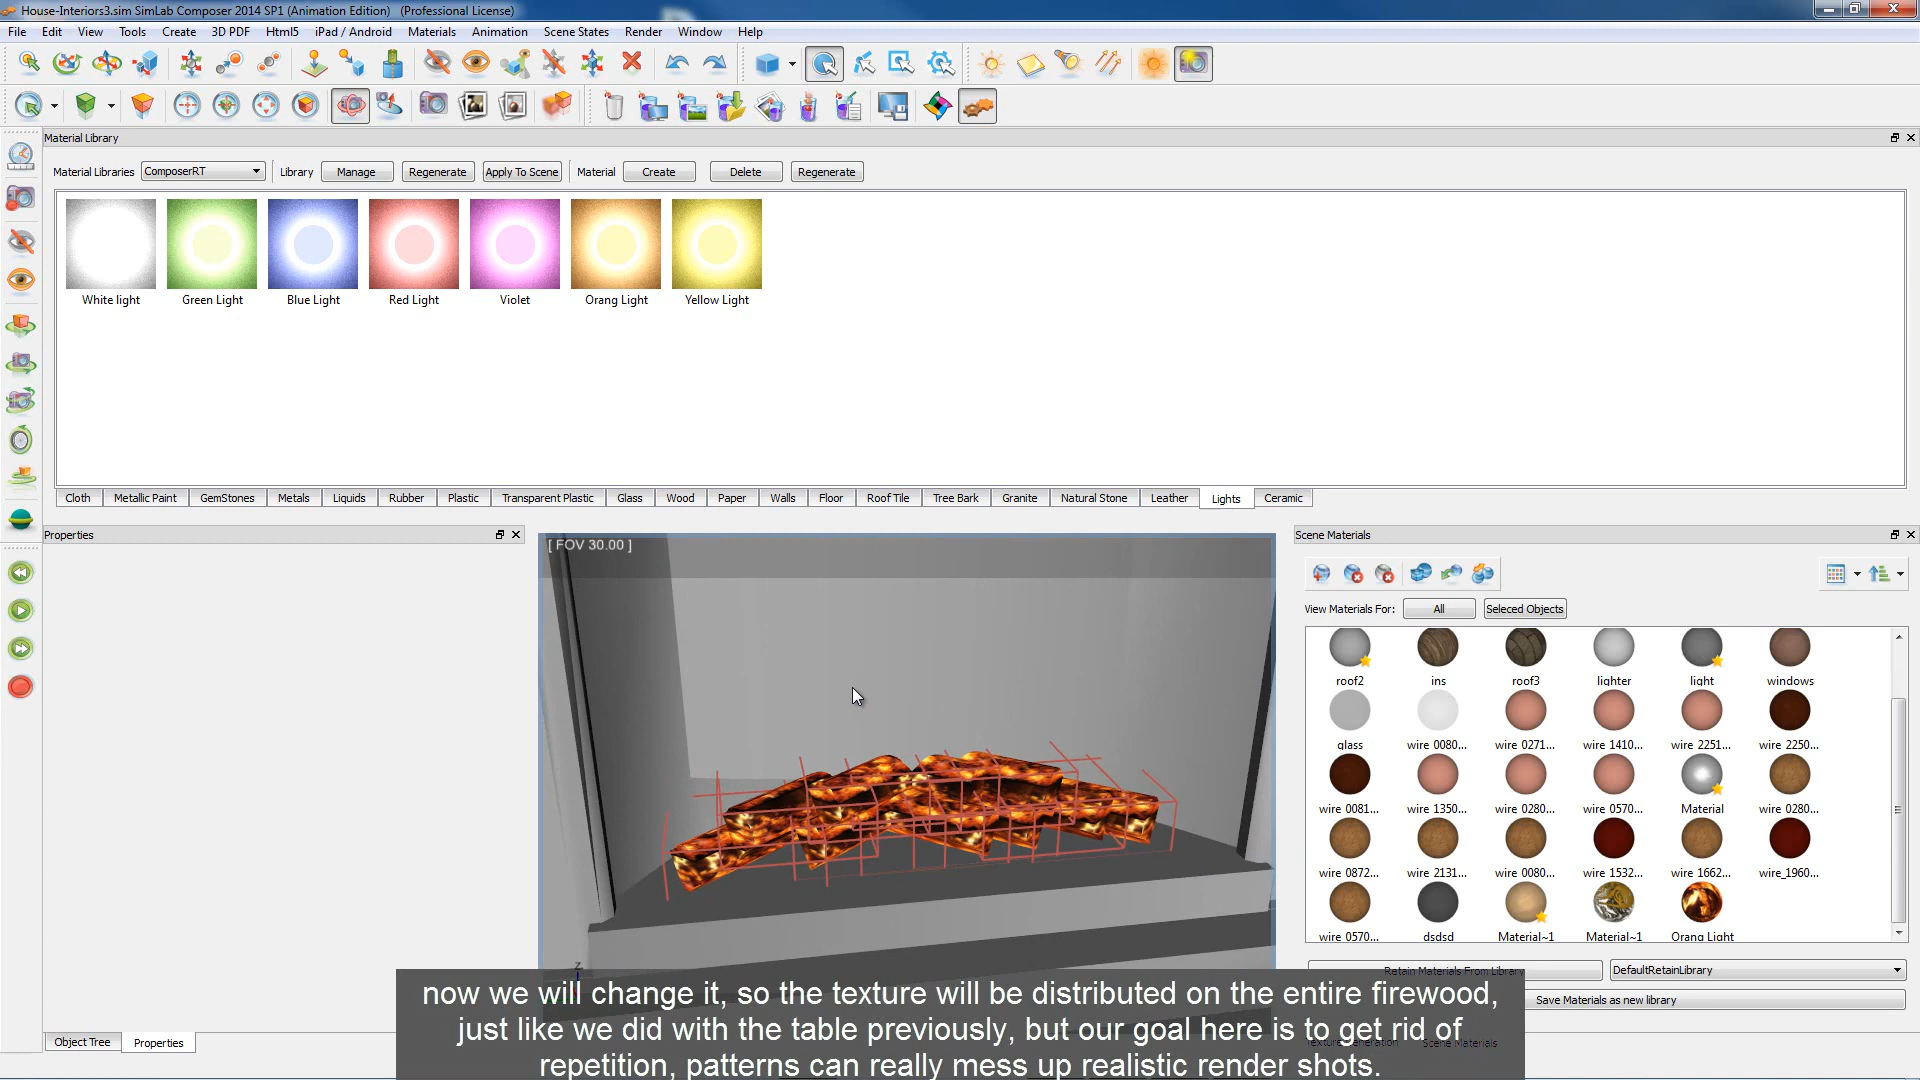 House-Interiors3.sim SimLab Composer 2014 SP1 (Animation Edition)   (Professional License)
File Edit View Tools Create 3D PDF Html5 iPad / Android Materials Animation Scene States Render Window Help
Material Library
Material Libraries ComposerRT Library Manage Regenerate Apply To Scene Material Create Delete Regenerate
White light Green Light Blue Light Red Light Violet Orang Light Yellow Light
Cloth Metallic Paint GemStones Metals Liquids Rubber Plastic Transparent Plastic Glass Wood Paper Walls Floor Roof Tile Tree Bark Granite Natural Stone Leather Lights Ceramic
Properties
[ FOV 30.00 ]
Scene Materials
View Materials For: All Seleced Objects
roof2 ins roof3 lighter light windows
glass wire 0080... wire 0271... wire 1410... wire 2251... wire 2250...
wire 0081... wire 1350... wire 0280... wire 0570... Material wire 0280...
wire 0872... wire 2131... wire 0080... wire 1532... wire 1662... wire_1960...
wire 0570... dsdsd Material~1 Material~1 Orang Light
Z
Retain Materials From Library DefaultRetainLibrary
Save Materials as new library
now we will change it, so the texture will be distributed on the entire firewood,
just like we did with the table previously, but our goal here is to get rid of
repetition, patterns can really mess up realistic render shots.
Object Tree Properties
Texture Generation Scene Materials